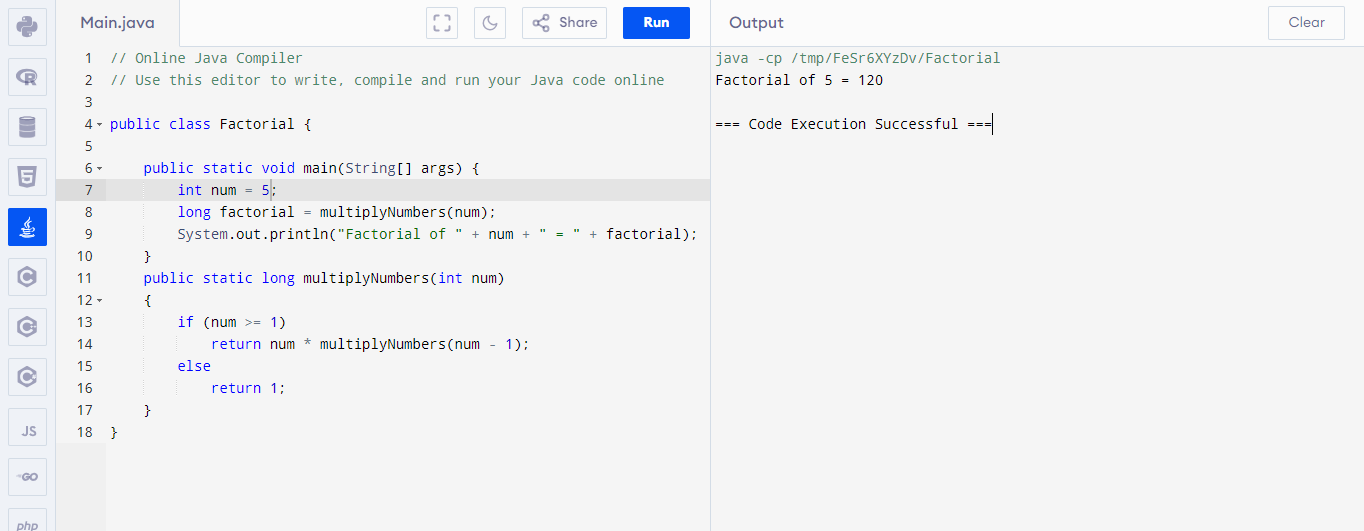 Main.java
Share
Run
Output
Clear
1 // Online Java Compiler
2 // Use this editor to write, compile and run your Java code online
3
4 public class Factorial {
5
6     public static void main(String[] args) {
7         int num = 5;
8         long factorial = multiplyNumbers(num);
9         System.out.println("Factorial of " + num + " = " + factorial);
10     }
11     public static long multiplyNumbers(int num)
12     {
13         if (num >= 1)
14             return num * multiplyNumbers(num - 1);
15         else
16             return 1;
17     }
18 }
java -cp /tmp/FeSr6XYzDv/Factorial
Factorial of 5 = 120
=== Code Execution Successful ===
R
5
C
C
C
JS
GO
php